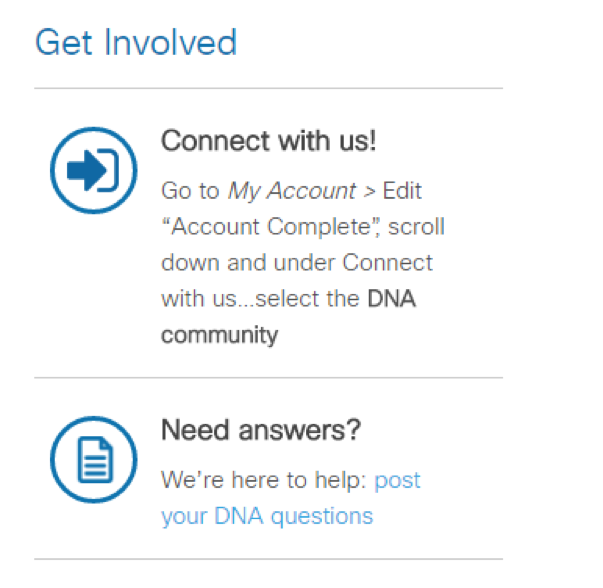 Get Involved
Connect with us!
Go to My Account > Edit
“Account Complete”, scroll
down and under Connect
with us...select the DNA
community
Need answers?
We’re here to help: post
your DNA questions